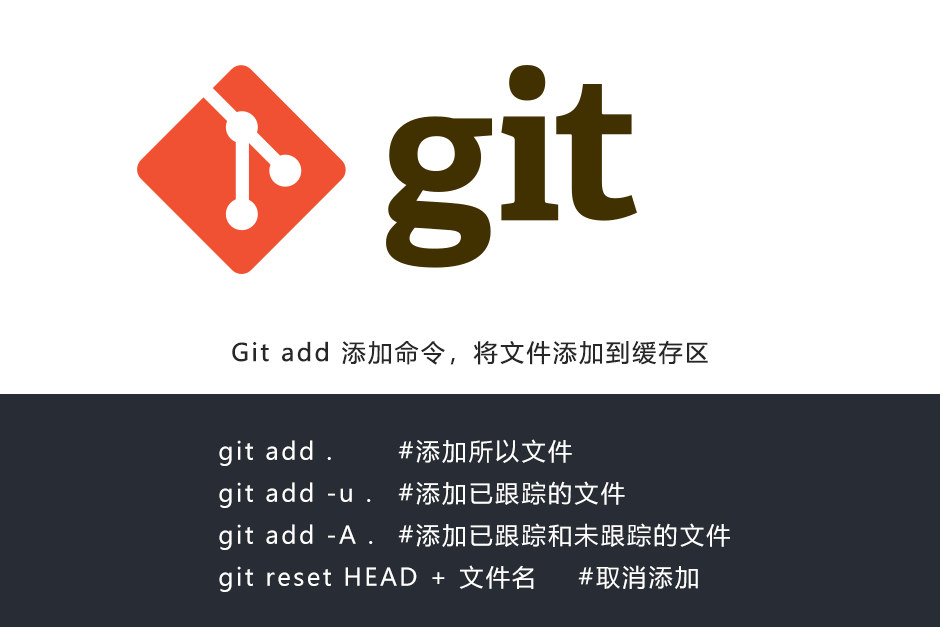 git
Git add 添加命令，将文件添加到缓存区
git add . #添加所以文件
git add -u . #添加已跟踪的文件
git add -A . #添加已跟踪和未跟踪的文件
git reset HEAD + 文件名 #取消添加